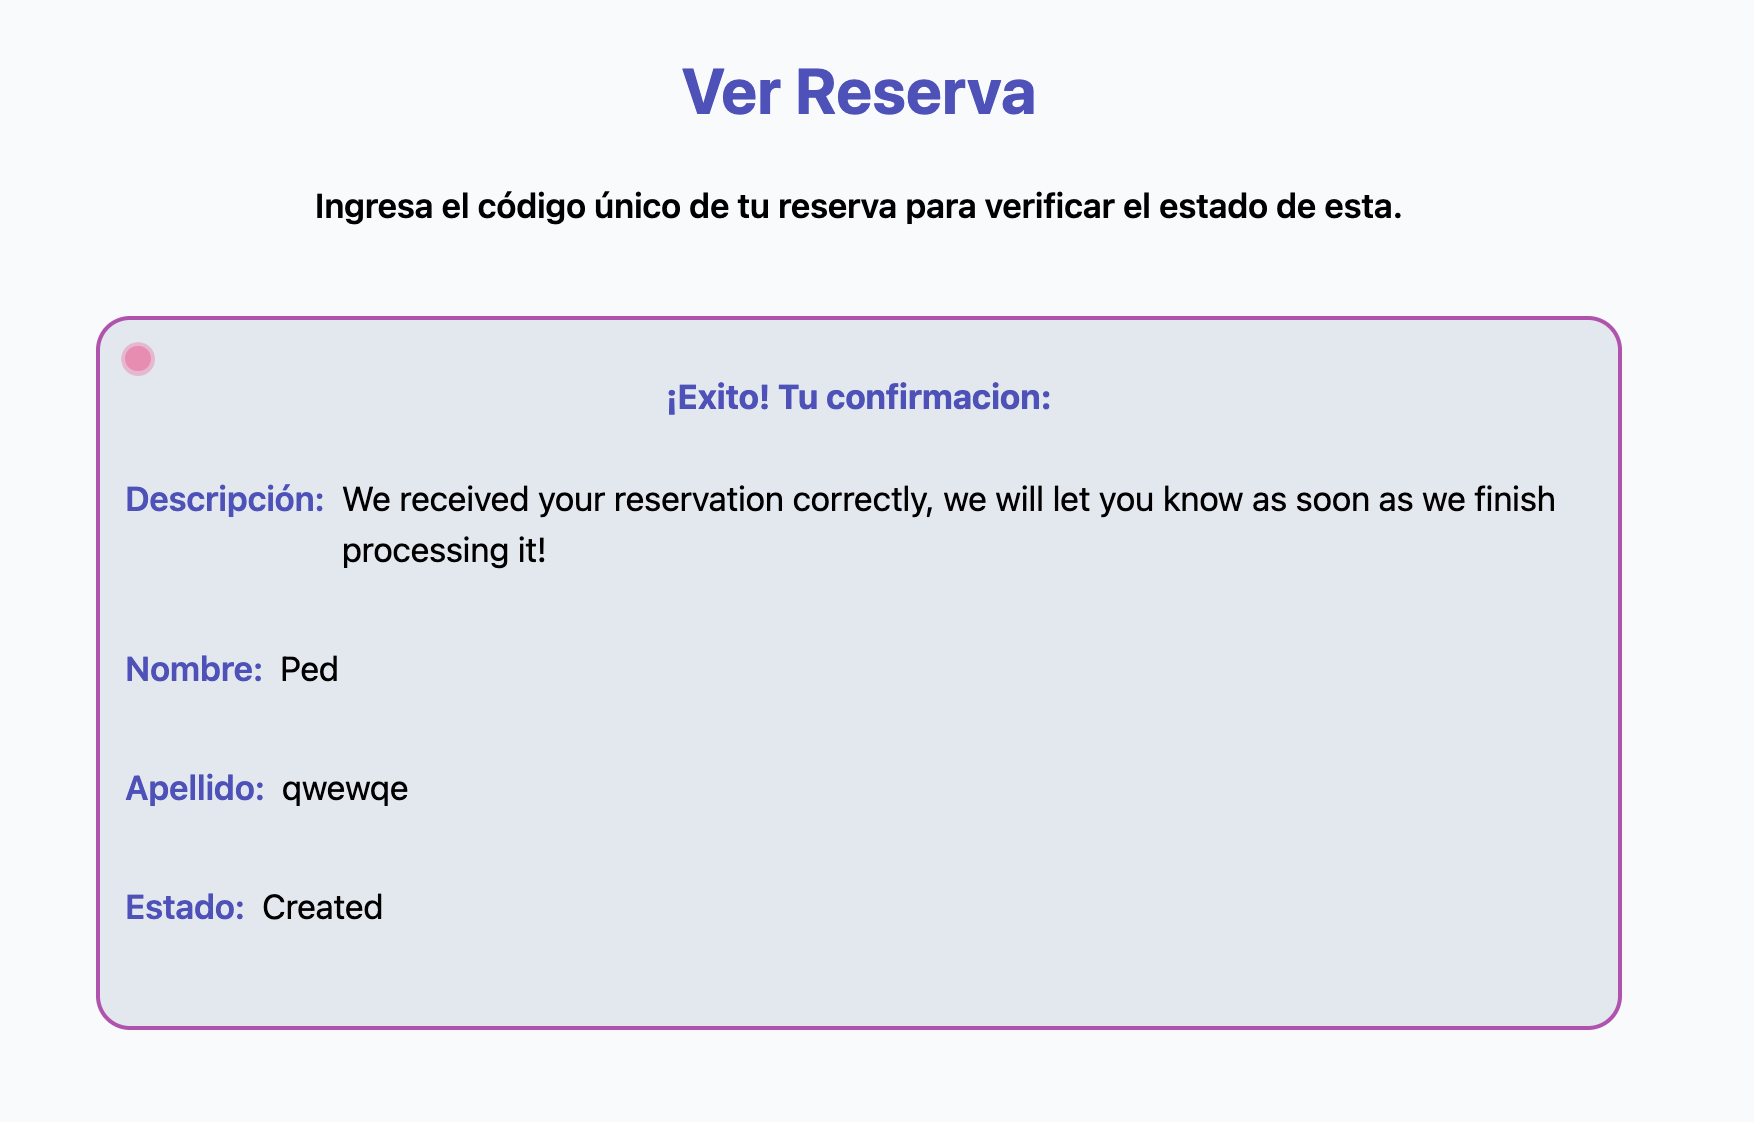 Ver Reserva
Ingresa el código único de tu reserva para verificar el estado de esta.
¡Exito! Tu confirmacion:
Descripción: We received your reservation correctly, we will let you know as soon as we finish
processing it!
Nombre: Ped
Apellido: qwewqe
Estado: Created